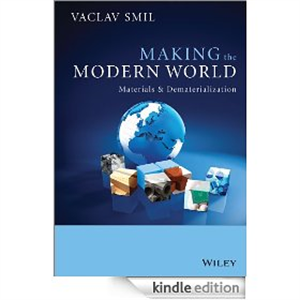 VACLAV SMIL
MAKING the
MODERN WORLD
Materials & Dematerialization
WILEY
kindle edition